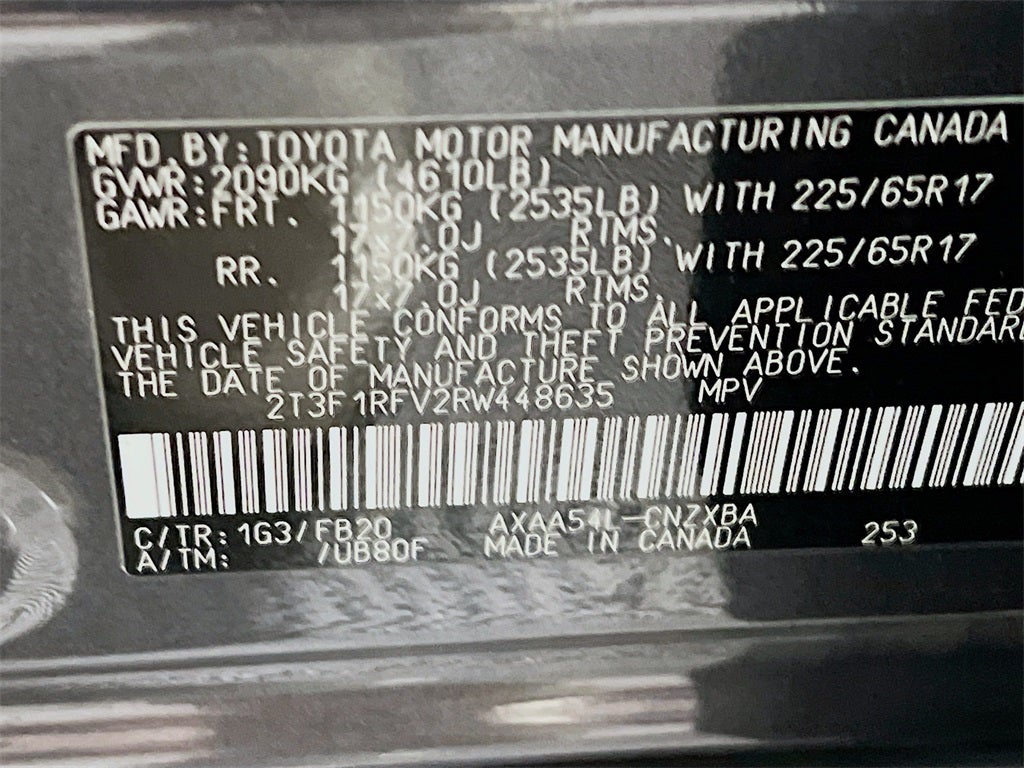 MFD.BY:TOYOTA MOTOR MANUFACTURING CANADA
GVWR:2090KG (4610LB)
GAWR:FRT. 1150KG (2535LB) WITH 225/65R17
17x7.0J RIMS.
RR. 1150KG (2535LB) WITH 225/65R17
17x7.0J RIMS.
THIS VEHICLE CONFORMS TO ALL APPLICABLE FED
VEHICLE SAFETY AND THEFT PREVENTION STANDAR
THE DATE OF MANUFACTURE SHOWN ABOVE.
2T3F1RFV2RW448635 MPV
C/TR: 1G3/FB20 AXAA54L-CNZXBA 253
A/TM: /UB80F MADE IN CANADA